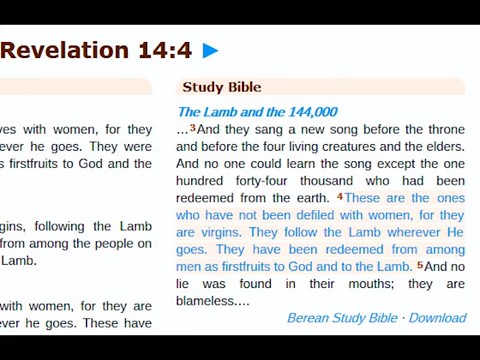 Revelation 14:4 ►
ves with women, for they
ever he goes. They were
s firstfruits to God and the
gins, following the Lamb
from among the people on
Lamb.
with women, for they are
ver he goes. These have
Study Bible
The Lamb and the 144,000
…3And they sang a new song before the throne
and before the four living creatures and the elders.
And no one could learn the song except the one
hundred forty-four thousand who had been
redeemed from the earth. 4These are the ones
who have not been defiled with women, for they
are virgins. They follow the Lamb wherever He
goes. They have been redeemed from among
men as firstfruits to God and to the Lamb. 5And no
lie was found in their mouths; they are
blameless.…
Berean Study Bible · Download